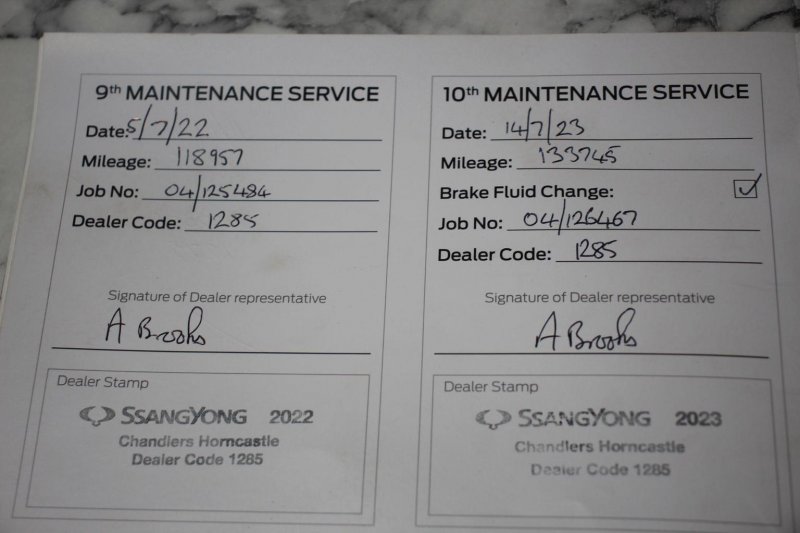 9th MAINTENANCE SERVICE
Date: 5/7/22
Mileage: 118957
Job No: 04/125484
Dealer Code: 1285
Signature of Dealer representative
A Brooks
Dealer Stamp
SSANGYONG 2022
Chandlers Horncastle
Dealer Code 1285
10th MAINTENANCE SERVICE
Date: 14/7/23
Mileage: 133745
Brake Fluid Change: ✓
Job No: 04/126467
Dealer Code: 1285
Signature of Dealer representative
A Brooks
Dealer Stamp
SSANGYONG 2023
Chandlers Horncastle
Dealer Code 1285